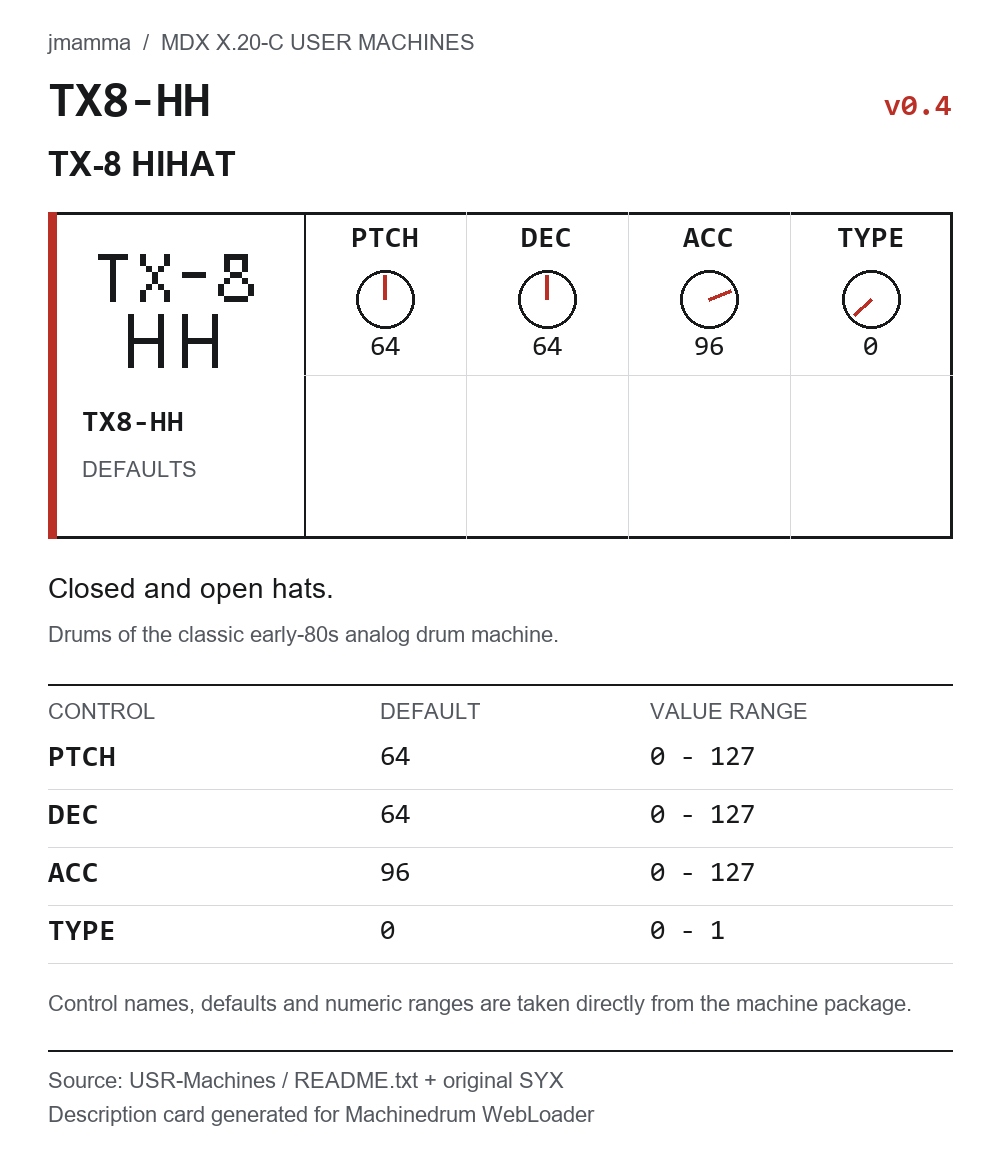 jmamma / MDX X.20-C USER MACHINES
TX8-HH
v0.4
TX-8 HIHAT
TX-8
HH
TX8-HH
DEFAULTS
PTCH DEC ACC TYPE
64 64 96 0
Closed and open hats.
Drums of the classic early-80s analog drum machine.
CONTROL DEFAULT VALUE RANGE
PTCH 64 0 - 127
DEC 64 0 - 127
ACC 96 0 - 127
TYPE 0 0 - 1
Control names, defaults and numeric ranges are taken directly from the machine package.
Source: USR-Machines / README.txt + original SYX
Description card generated for Machinedrum WebLoader